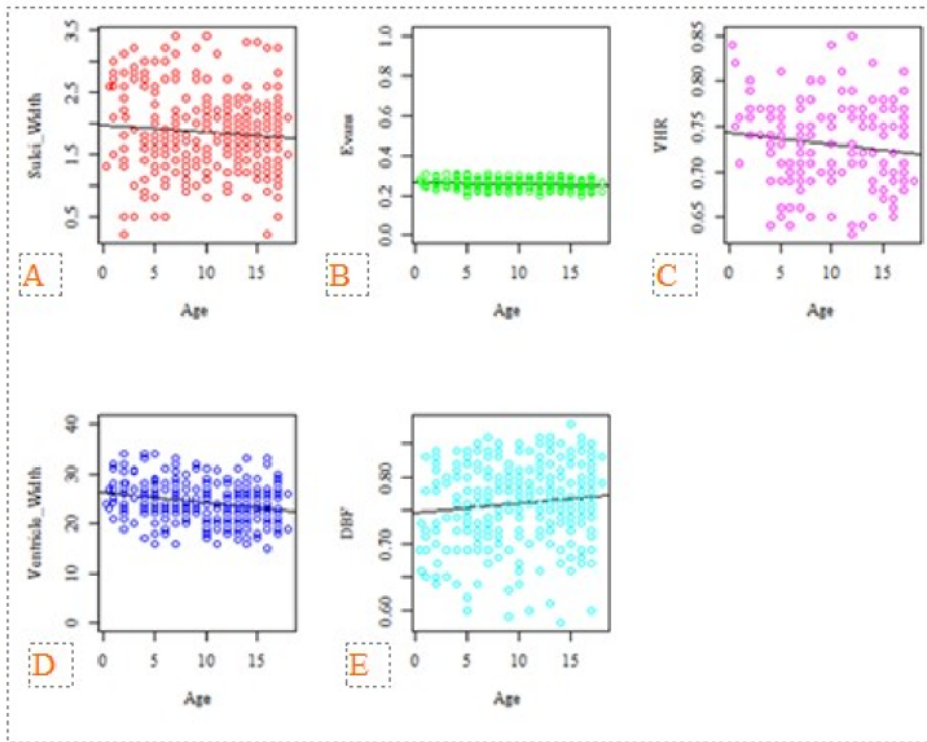 Sulci_Width
3.5
2.5
1.5
0.5
0 5 10 15
Age
A
Evans
1.0
0.8
0.6
0.4
0.2
0.0
0 5 10 15
Age
B
VHR
0.85
0.80
0.75
0.70
0.65
0 5 10 15
Age
C
Ventricle_Width
40
30
20
10
0
0 5 10 15
Age
D
DBF
0.80
0.70
0.60
0 5 10 15
Age
E